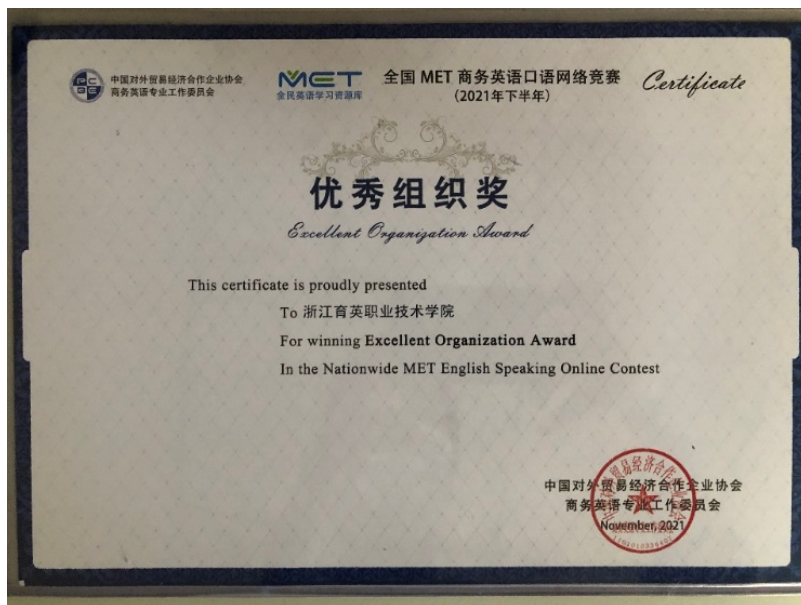 中国对外贸易经济合作企业协会
商务英语专业工作委员会
MET
全民英语学习资源库
全国 MET 商务英语口语网络竞赛
(2021年下半年)
Certificate
优秀组织奖
Excellent Organization Award
This certificate is proudly presented
To 浙江育英职业技术学院
For winning Excellent Organization Award
In the Nationwide MET English Speaking Online Contest
中国对外贸易经济合作企业协会
商务英语专业工作委员会
November, 2021